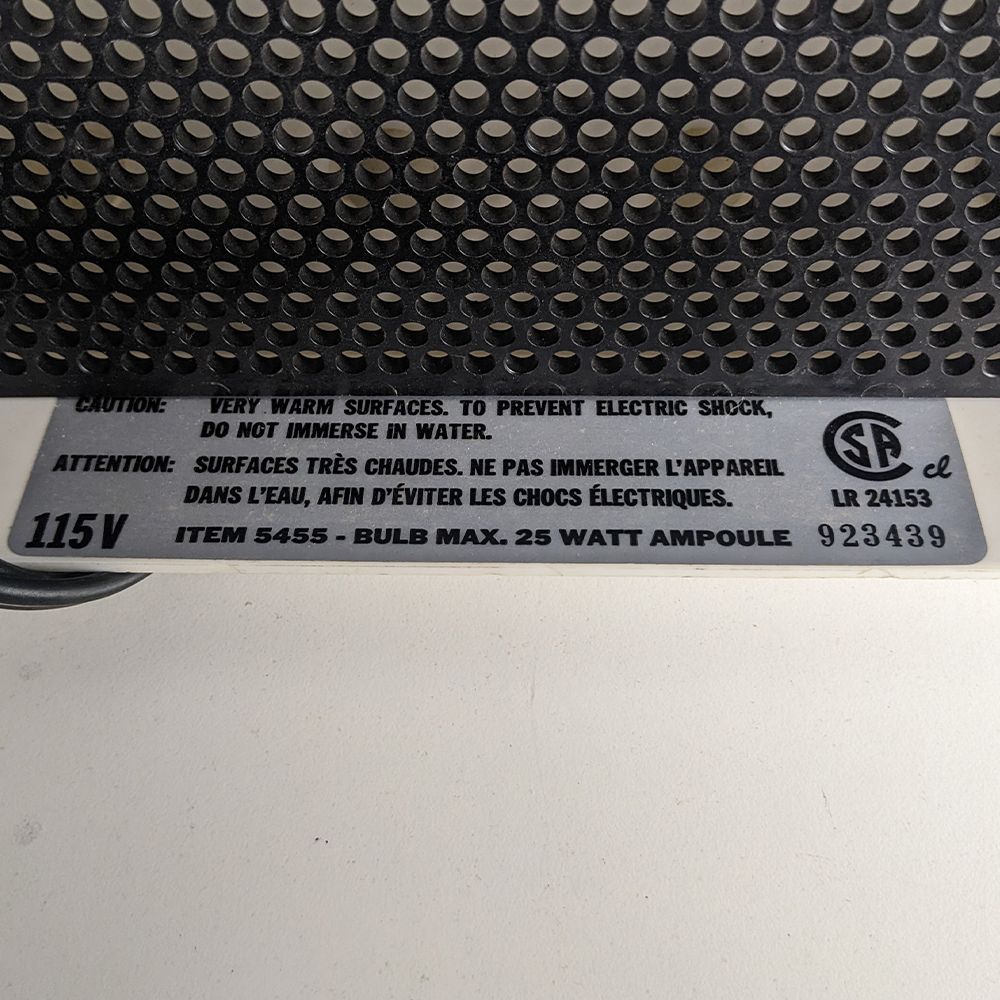 CAUTION: VERY WARM SURFACES. TO PREVENT ELECTRIC SHOCK,
DO NOT IMMERSE IN WATER.
ATTENTION: SURFACES TRÈS CHAUDES. NE PAS IMMERGER L'APPAREIL
DANS L'EAU, AFIN D'ÉVITER LES CHOCS ÉLECTRIQUES.
115V ITEM 5455 - BULB MAX. 25 WATT AMPOULE
CSA cl
LR 24153
923439